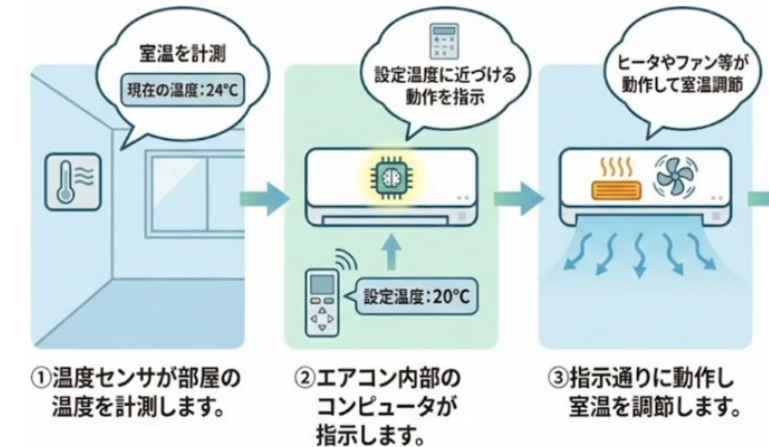 室温を計測
現在の温度:24℃
設定温度に近づける
動作を指示
設定温度:20℃
ヒータやファン等が
動作して室温調節
①温度センサが部屋の
温度を計測します。
②エアコン内部の
コンピュータが
指示します。
③指示通りに動作し
室温を調節します。